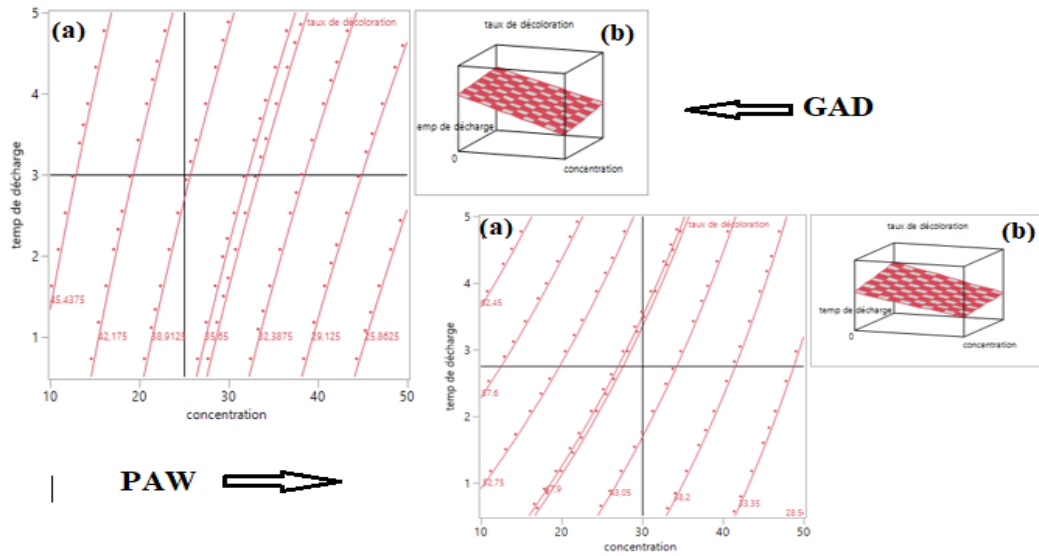 (a)
taux de décoloration
5
4
3
2
1
temp de décharge
45,4375
42,175
38,9125
35,65
32,3875
29,125
25,8625
10
20
30
40
50
concentration
(b)
taux de décoloration
emp de décharge
0
concentration
GAD
(a)
taux de décoloration
5
4
3
2
1
temp de décharge
62,45
57,6
52,75
47,9
43,05
38,2
33,35
28,5
10
20
30
40
50
concentration
(b)
taux de décoloration
temp de décharge
0
concentration
PAW